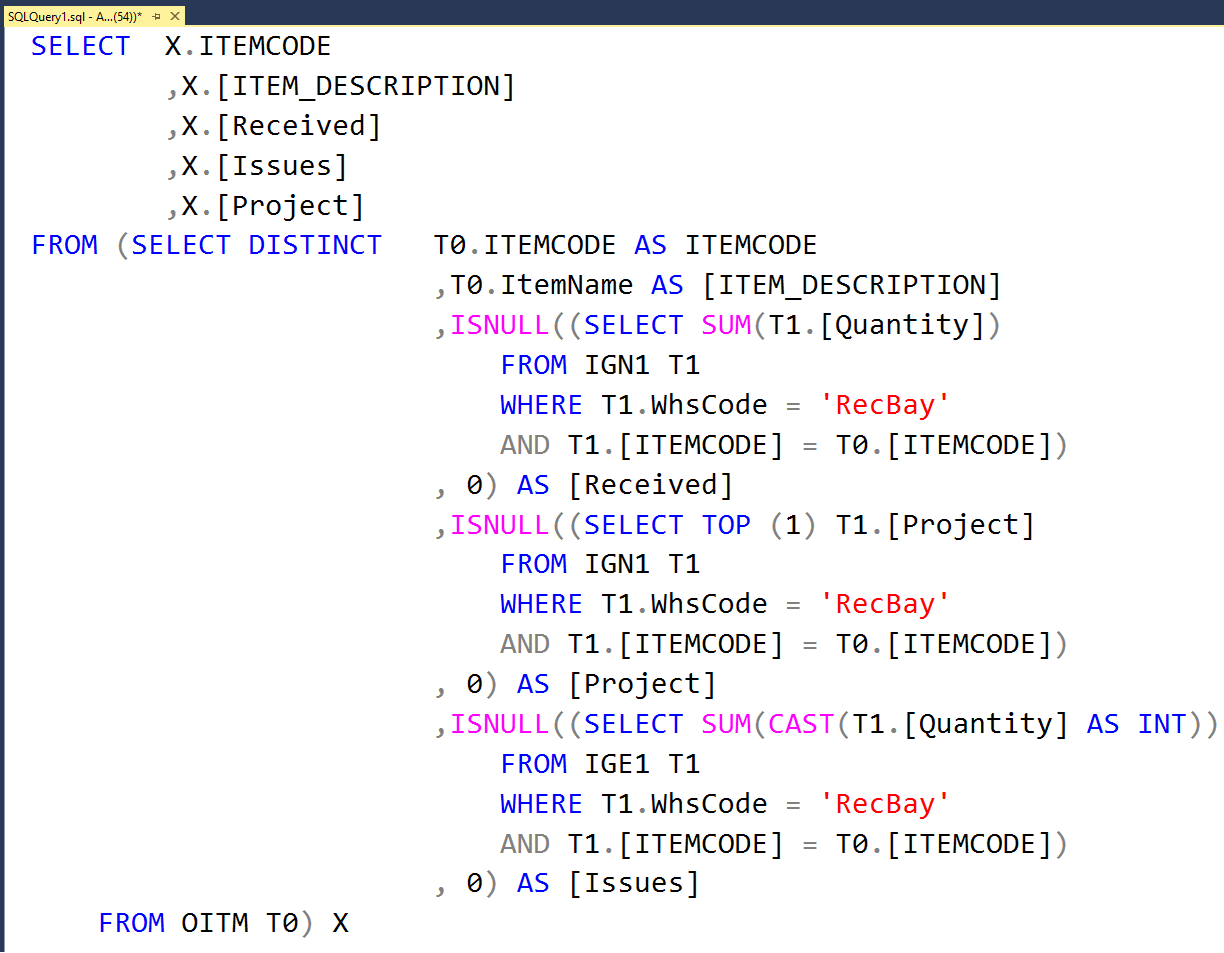 SQLQuery1.sql - A...(54))*
SELECT X.ITEMCODE
,X.[ITEM_DESCRIPTION]
,X.[Received]
,X.[Issues]
,X.[Project]
FROM (SELECT DISTINCT T0.ITEMCODE AS ITEMCODE
,T0.ItemName AS [ITEM_DESCRIPTION]
,ISNULL((SELECT SUM(T1.[Quantity])
FROM IGN1 T1
WHERE T1.WhsCode = 'RecBay'
AND T1.[ITEMCODE] = T0.[ITEMCODE])
, 0) AS [Received]
,ISNULL((SELECT TOP (1) T1.[Project]
FROM IGN1 T1
WHERE T1.WhsCode = 'RecBay'
AND T1.[ITEMCODE] = T0.[ITEMCODE])
, 0) AS [Project]
,ISNULL((SELECT SUM(CAST(T1.[Quantity] AS INT))
FROM IGE1 T1
WHERE T1.WhsCode = 'RecBay'
AND T1.[ITEMCODE] = T0.[ITEMCODE])
, 0) AS [Issues]
FROM OITM T0) X